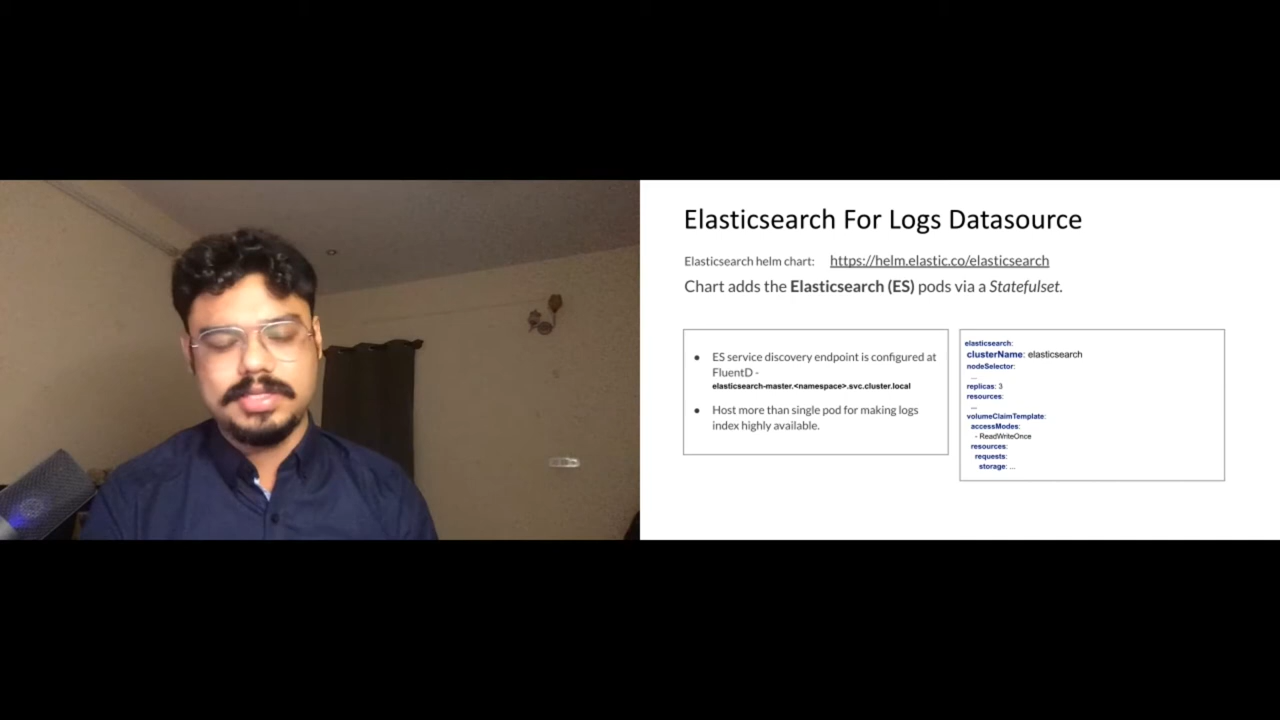 Elasticsearch For Logs Datasource
Elasticsearch helm chart: https://helm.elastic.co/elasticsearch
Chart adds the Elasticsearch (ES) pods via a Statefulset.
● ES service discovery endpoint is configured at
FluentD -
elasticsearch-master.<namespace>.svc.cluster.local
● Host more than single pod for making logs
index highly available.
elasticsearch:
clusterName: elasticsearch
nodeSelector:
...
replicas: 3
resources:
...
volumeClaimTemplate:
accessModes:
- ReadWriteOnce
resources:
requests:
storage: ...